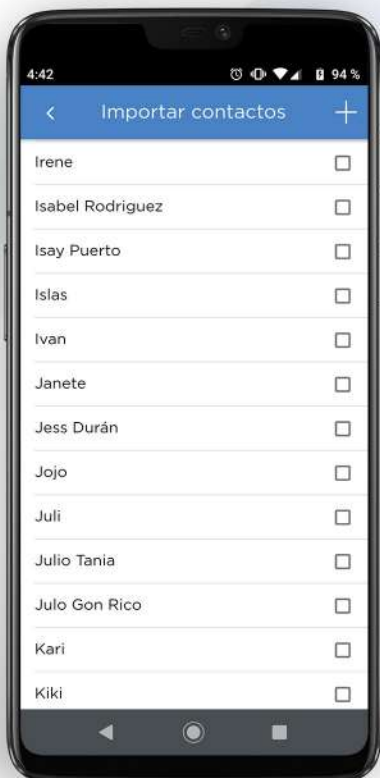 4:42 94 %
Importar contactos
Irene
Isabel Rodriguez
Isay Puerto
Islas
Ivan
Janete
Jess Durán
Jojo
Juli
Julio Tania
Julo Gon Rico
Kari
Kiki